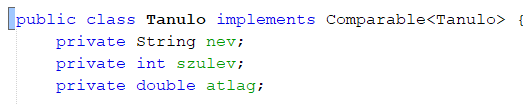 public class Tanulo implements Comparable<Tanulo> {
private String nev;
private int szulev;
private double atlag;